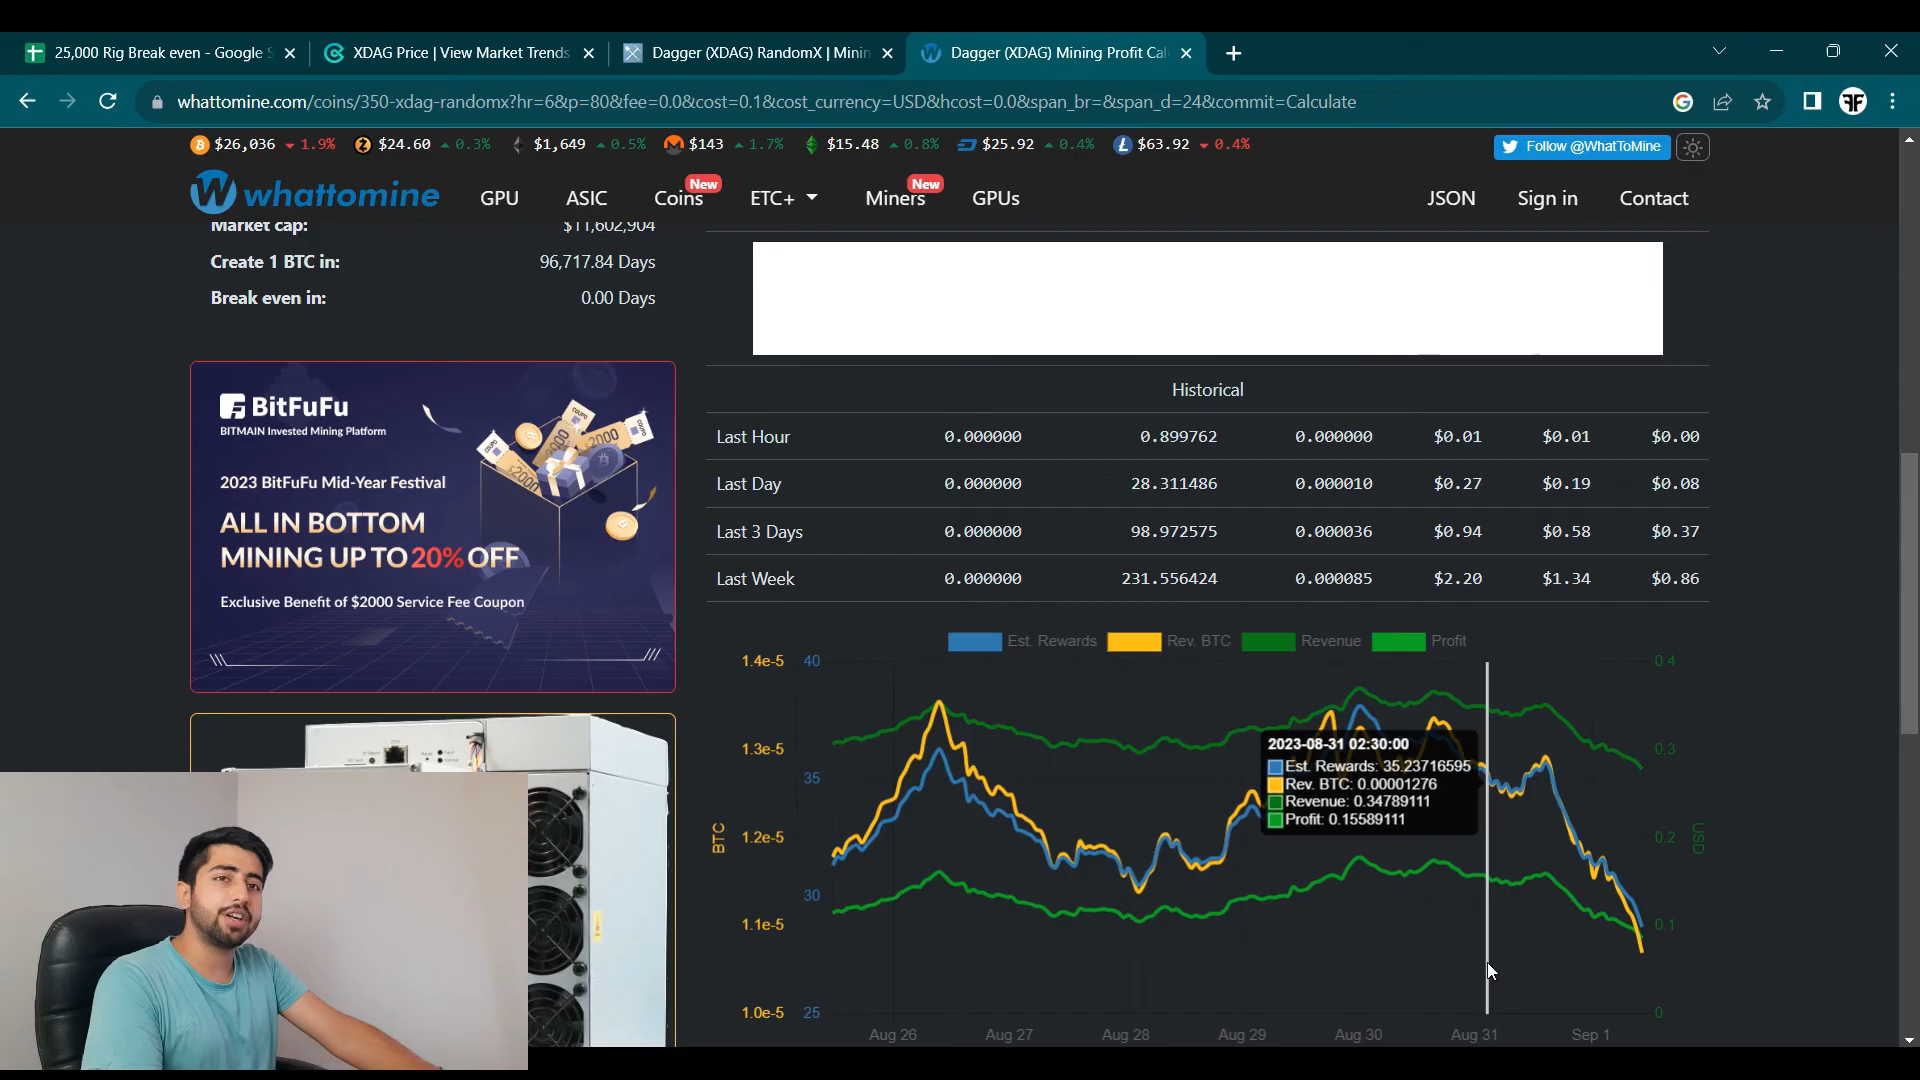 25,000 Rig Break even - Google S
XDAG Price | View Market Trends
Dagger (XDAG) RandomX | Minin
Dagger (XDAG) Mining Profit Cal
whattomine.com/coins/350-xdag-randomx?hr=6&p=80&fee=0.0&cost=0.1&cost_currency=USD&hcost=0.0&span_br=&span_d=24&commit=Calculate
$26,036 1.9% $24.60 0.3% $1,649 0.5% $143 1.7% $15.48 0.8% $25.92 0.4% $63.92 0.4%
Follow @WhatToMine
whattomine GPU ASIC Coins New ETC+ Miners New GPUs JSON Sign in Contact
Market cap: $11,602,904
Create 1 BTC in: 96,717.84 Days
Break even in: 0.00 Days
BitFuFu
BITMAIN Invested Mining Platform
2023 BitFuFu Mid-Year Festival
ALL IN BOTTOM
MINING UP TO 20% OFF
Exclusive Benefit of $2000 Service Fee Coupon
Historical
Last Hour 0.000000 0.899762 0.000000 $0.01 $0.01 $0.00
Last Day 0.000000 28.311486 0.000010 $0.27 $0.19 $0.08
Last 3 Days 0.000000 98.972575 0.000036 $0.94 $0.58 $0.37
Last Week 0.000000 231.556424 0.000085 $2.20 $1.34 $0.86
Est. Rewards Rev. BTC Revenue Profit
1.4e-5 40 0.4
1.3e-5 0.3
35
1.2e-5 0.2
30
1.1e-5 0.1
1.0e-5 25 0
BTC
USD
2023-08-31 02:30:00
Est. Rewards: 35.23716595
Rev. BTC: 0.00001276
Revenue: 0.34789111
Profit: 0.15589111
Aug 26 Aug 27 Aug 28 Aug 29 Aug 30 Aug 31 Sep 1